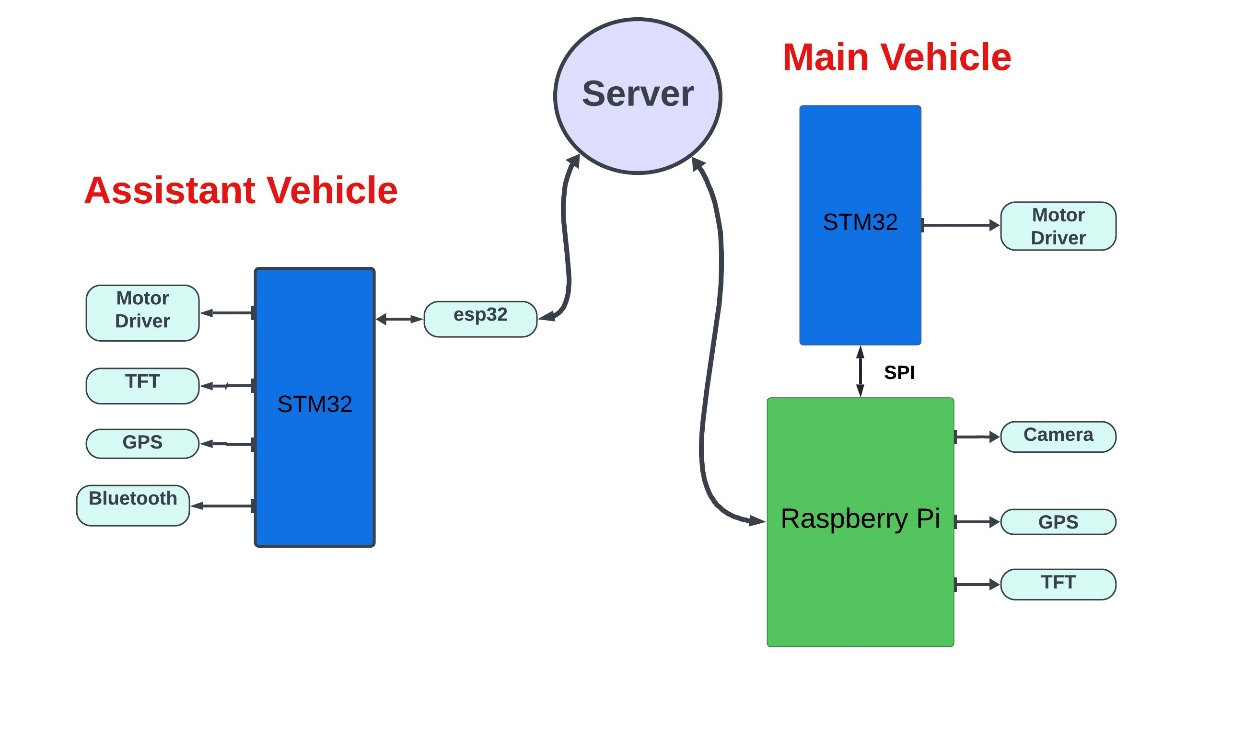 Server
Main Vehicle
Assistant Vehicle
STM32
Motor
Driver
Motor
Driver
esp32
TFT
STM32
GPS
Bluetooth
SPI
Raspberry Pi
Camera
GPS
TFT